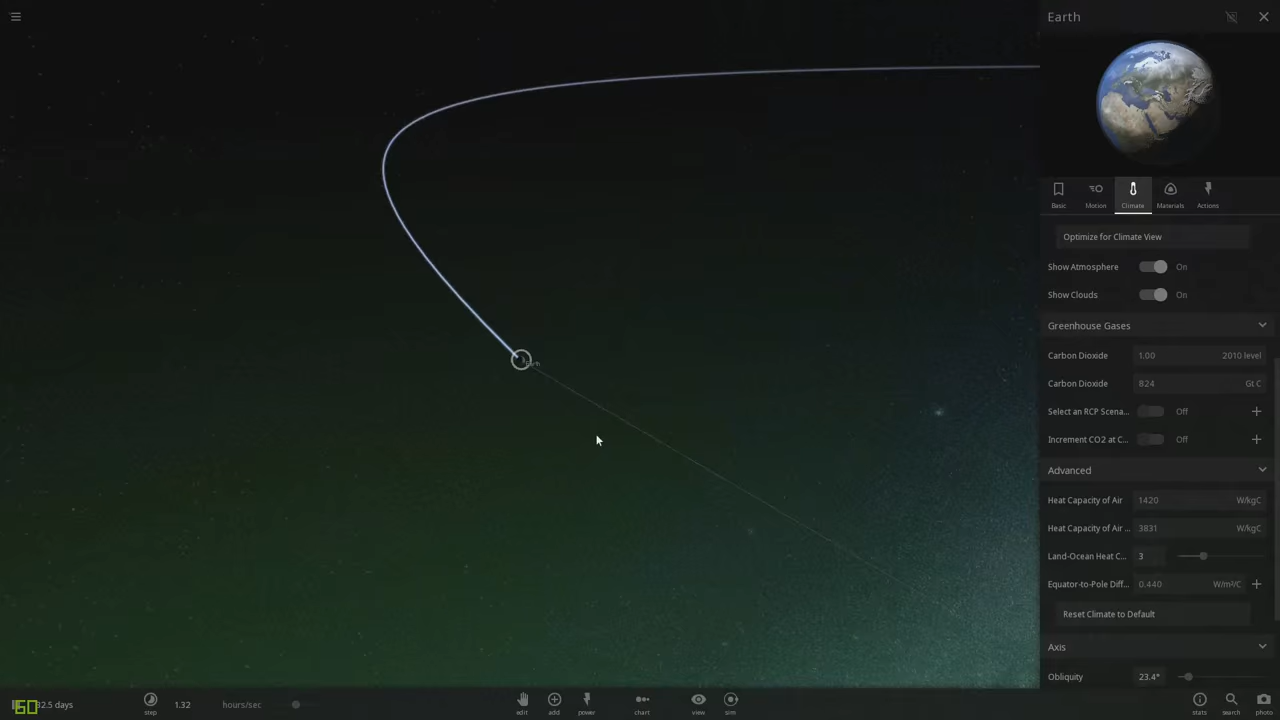 Earth
Basic Motion Climate Materials Actions
Optimize for Climate View
Show Atmosphere On
Show Clouds On
Greenhouse Gases
Carbon Dioxide 1.00 2010 level
Earth
Carbon Dioxide 824 Gt C
Select an RCP Scena... Off
Increment CO2 at C... Off
Advanced
Heat Capacity of Air 1420 W/kgC
Heat Capacity of Air ... 3831 W/kgC
Land-Ocean Heat C... 3
Equator-to-Pole Diff... 0.440 W/m²/C
Reset Climate to Default
Axis
Obliquity 23.4°
60 32.5 days step 1.32 hours/sec edit add power chart view sim stats search photo